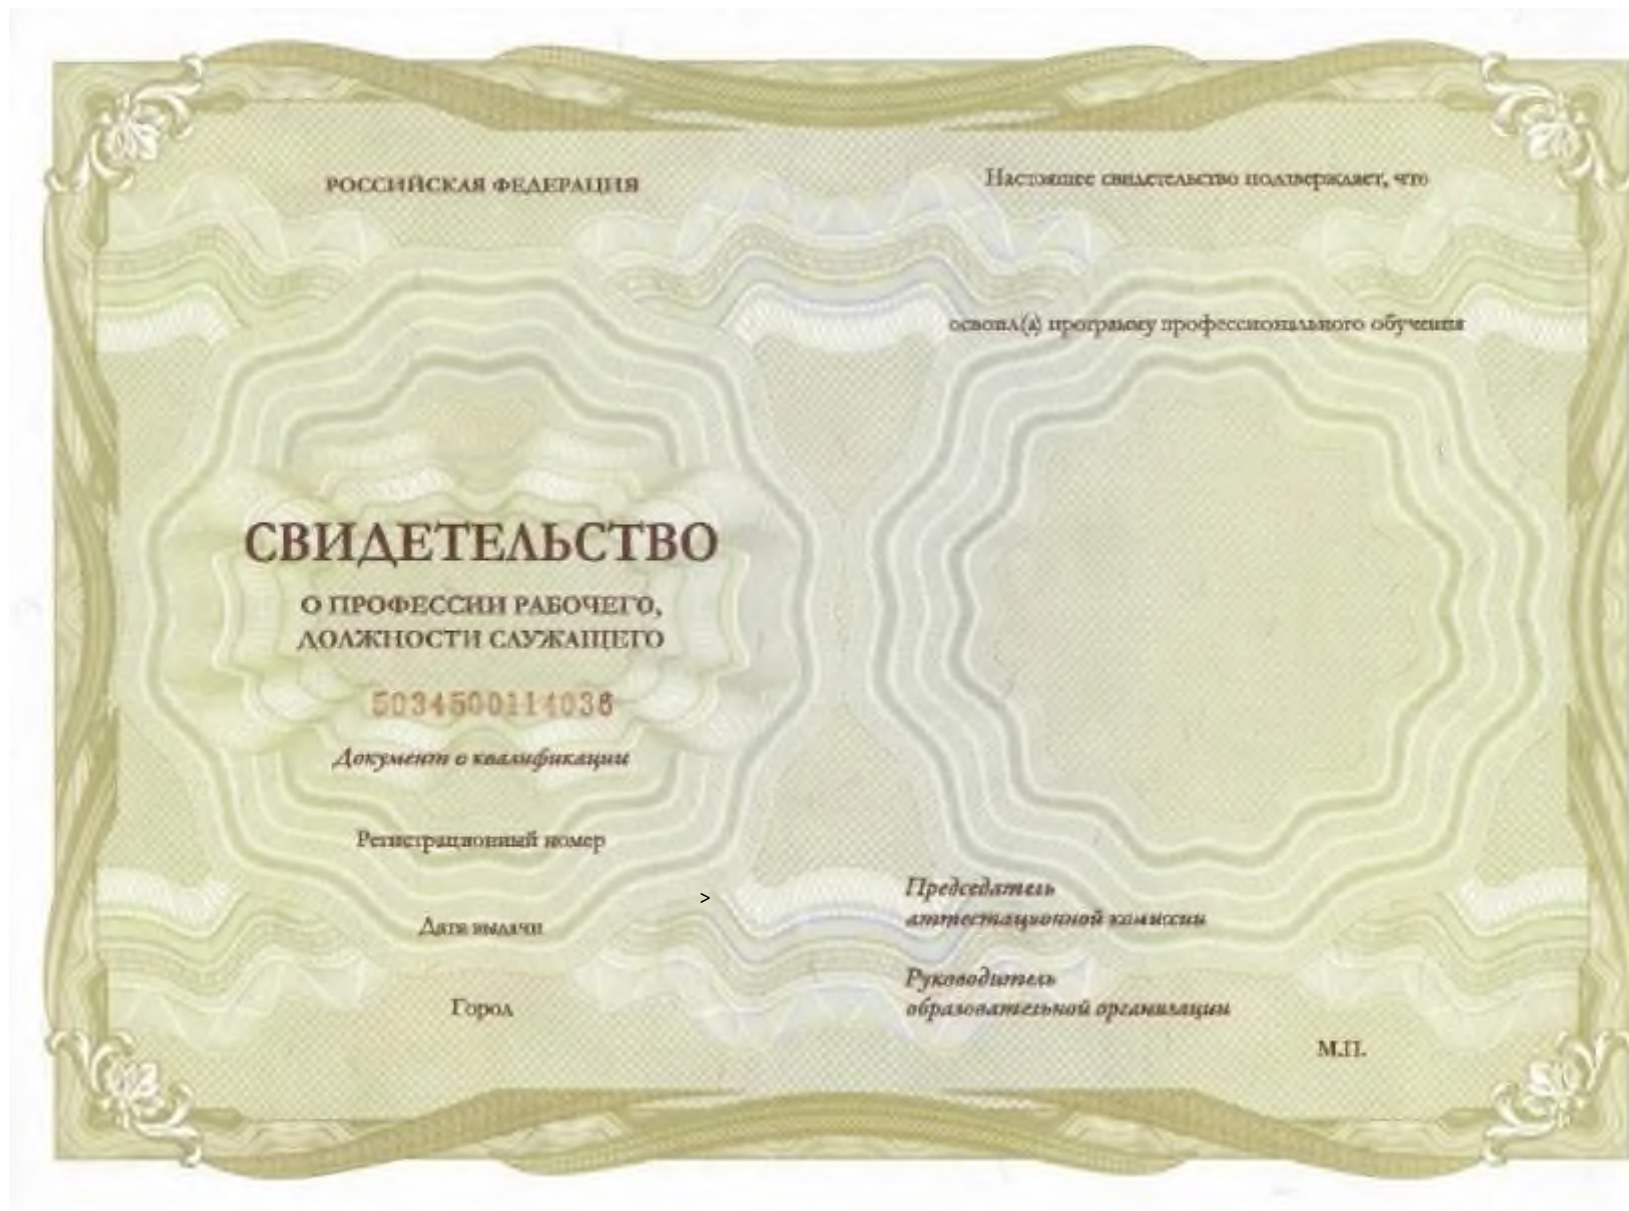 РОССИЙСКАЯ ФЕДЕРАЦИЯ
СВИДЕТЕЛЬСТВО
О ПРОФЕССИИ РАБОЧЕГО,
ДОЛЖНОСТИ СЛУЖАЩЕГО
5034500114036
Документ о квалификации
Регистрационный номер
>
Дата выдачи
Город
Настоящее свидетельство подтверждает, что
освоил(а) программу профессионального обучения
Председатель
аттестационной комиссии
Руководитель
образовательной организации
М.П.